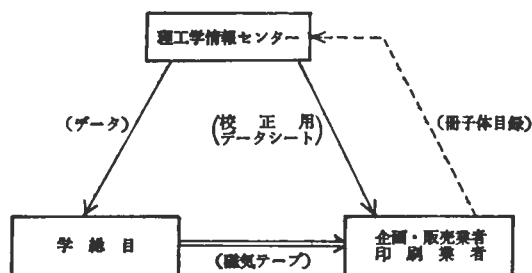 理工学情報センター
（データ）
（校正用
データシート）
（冊子体目録）
学総目
企画・販売業者
印刷業者
（磁気テープ）